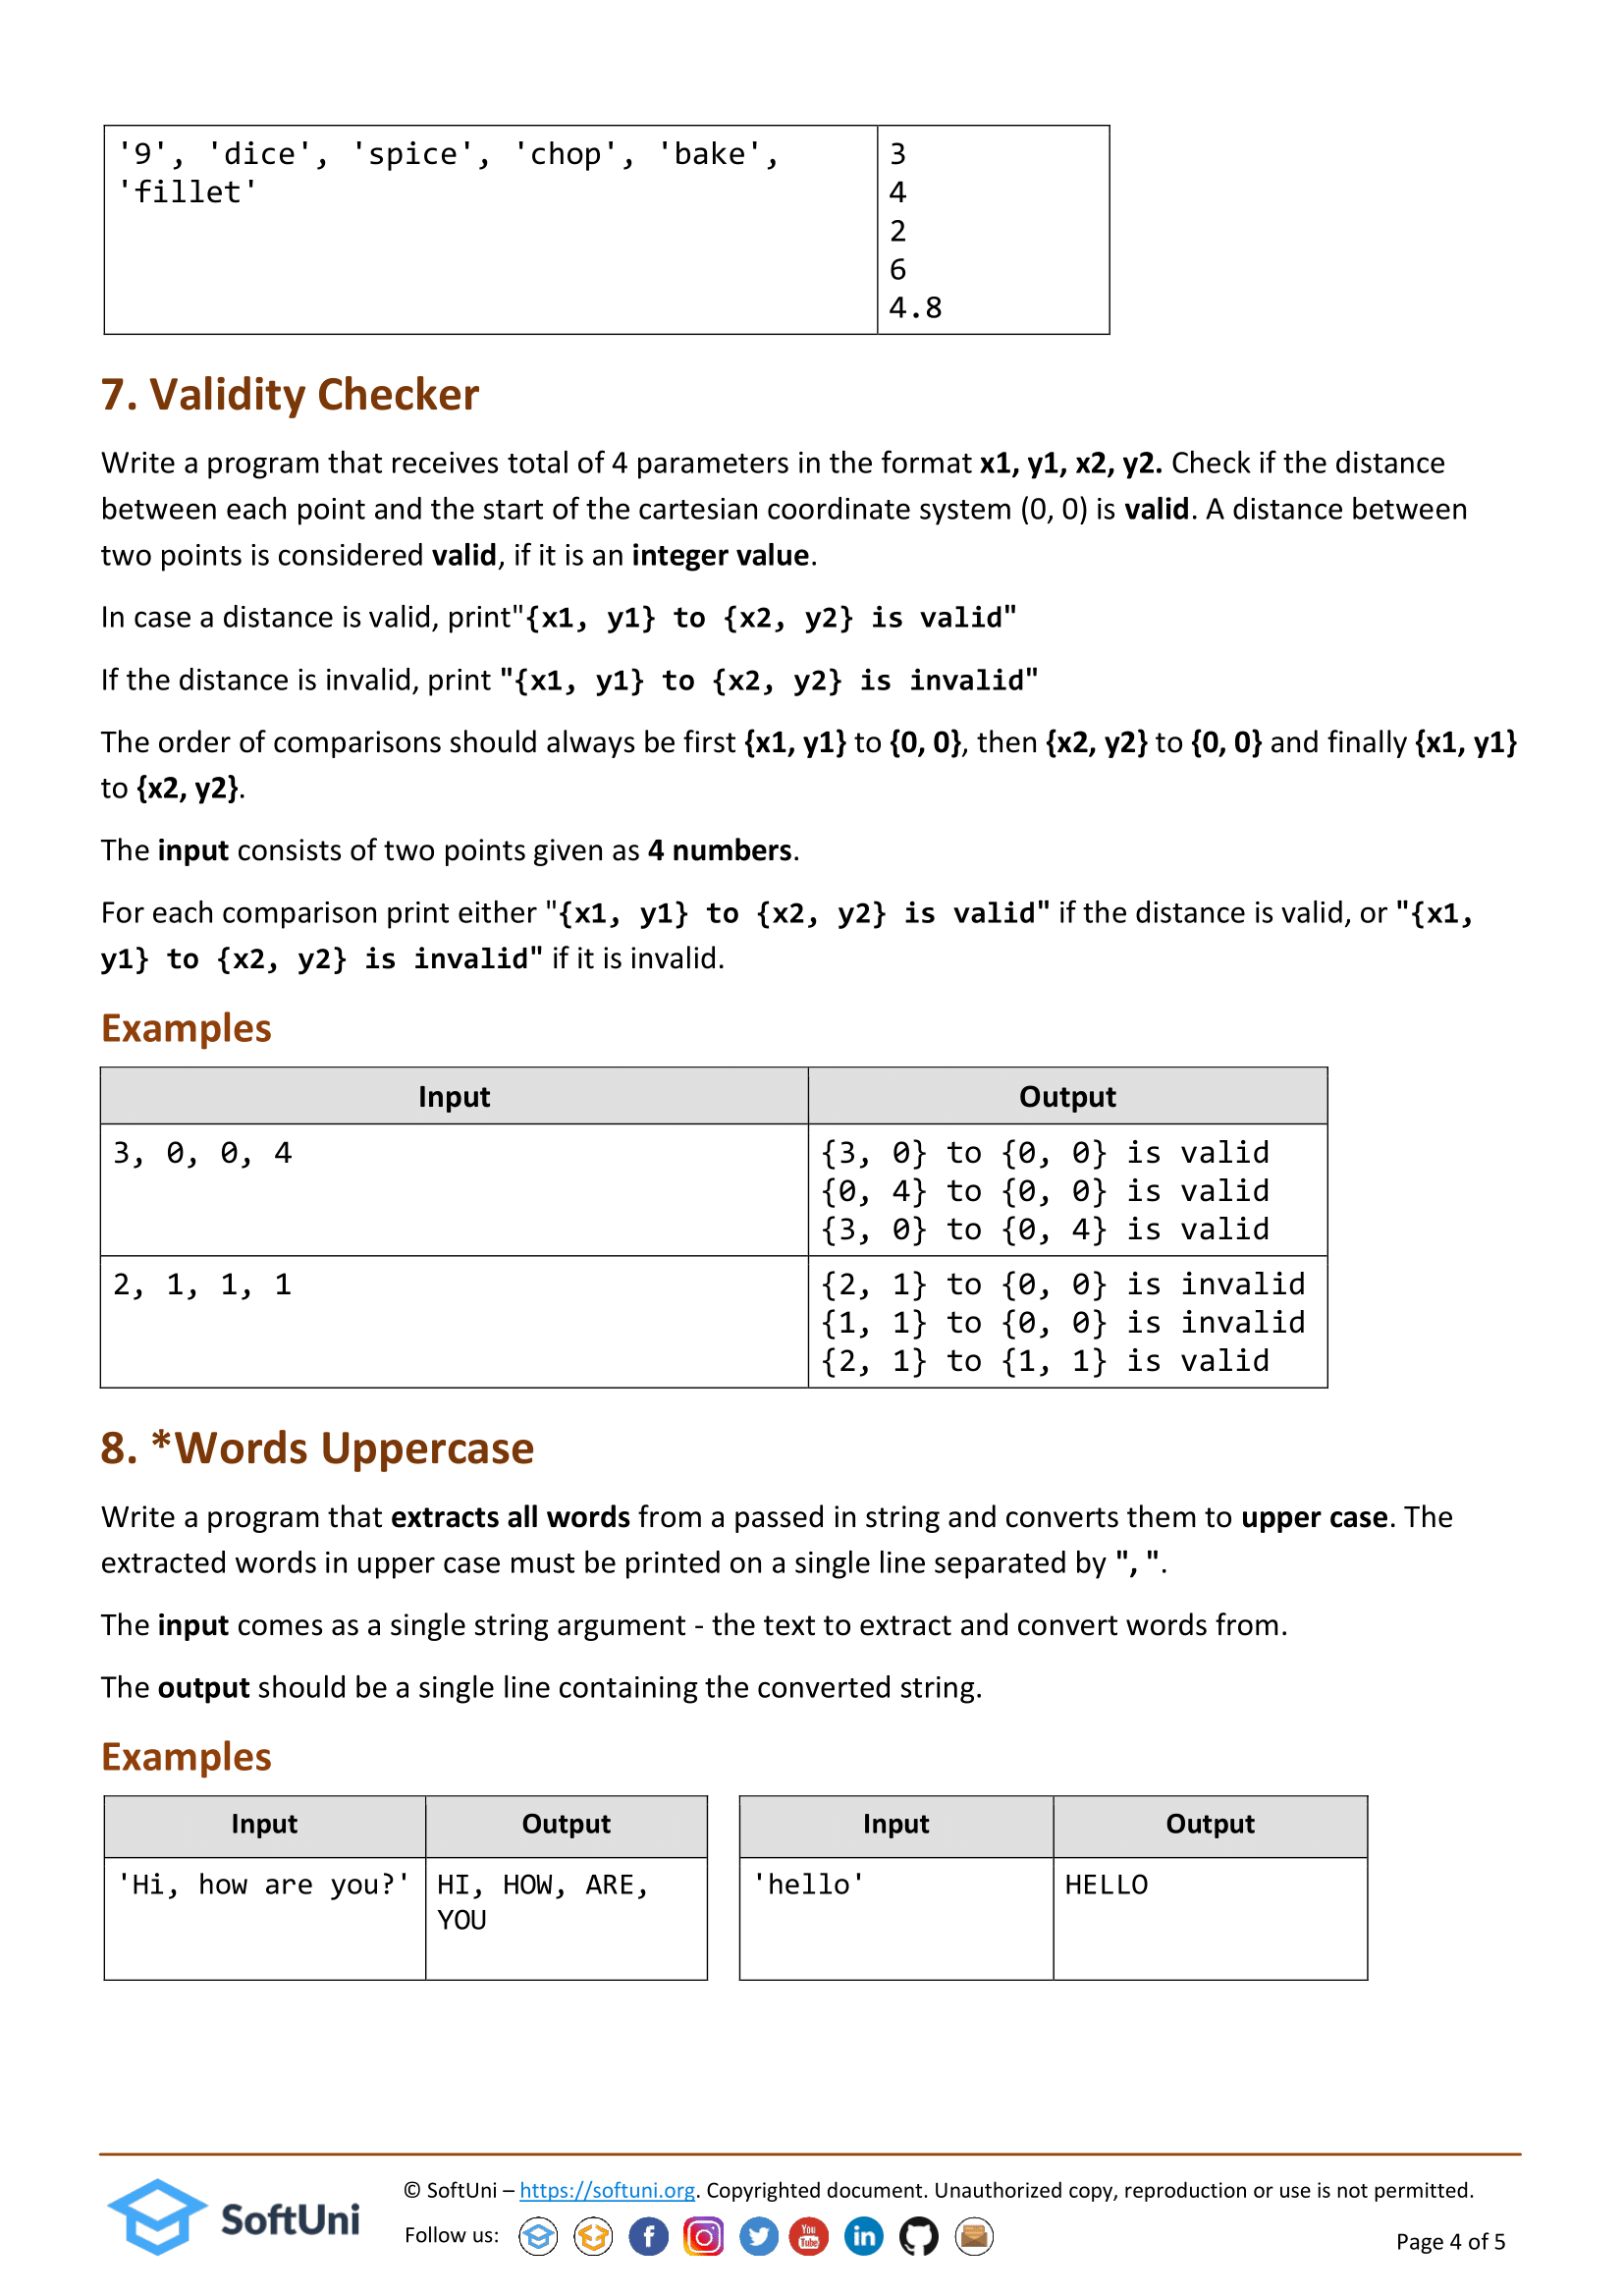 '9', 'dice', 'spice', 'chop', 'bake',
'fillet'
3
4
2
6
4.8
7. Validity Checker
Write a program that receives total of 4 parameters in the format x1, y1, x2, y2. Check if the distance
between each point and the start of the cartesian coordinate system (0, 0) is valid. A distance between
two points is considered valid, if it is an integer value.
In case a distance is valid, print"{x1, y1} to {x2, y2} is valid"
If the distance is invalid, print "{x1, y1} to {x2, y2} is invalid"
The order of comparisons should always be first {x1, y1} to {0, 0}, then {x2, y2} to {0, 0} and finally {x1, y1}
to {x2, y2}.
The input consists of two points given as 4 numbers.
For each comparison print either "{x1, y1} to {x2, y2} is valid" if the distance is valid, or "{x1,
y1} to {x2, y2} is invalid" if it is invalid.
Examples
Input Output
3, 0, 0, 4
{3, 0} to {0, 0} is valid
{0, 4} to {0, 0} is valid
{3, 0} to {0, 4} is valid
2, 1, 1, 1
{2, 1} to {0, 0} is invalid
{1, 1} to {0, 0} is invalid
{2, 1} to {1, 1} is valid
8. *Words Uppercase
Write a program that extracts all words from a passed in string and converts them to upper case. The
extracted words in upper case must be printed on a single line separated by ", ".
The input comes as a single string argument - the text to extract and convert words from.
The output should be a single line containing the converted string.
Examples
Input Output
'Hi, how are you?'
HI, HOW, ARE,
YOU
Input Output
'hello' HELLO
SoftUni
© SoftUni – https://softuni.org. Copyrighted document. Unauthorized copy, reproduction or use is not permitted.
Follow us:
f
You
Tube
in
Page 4 of 5